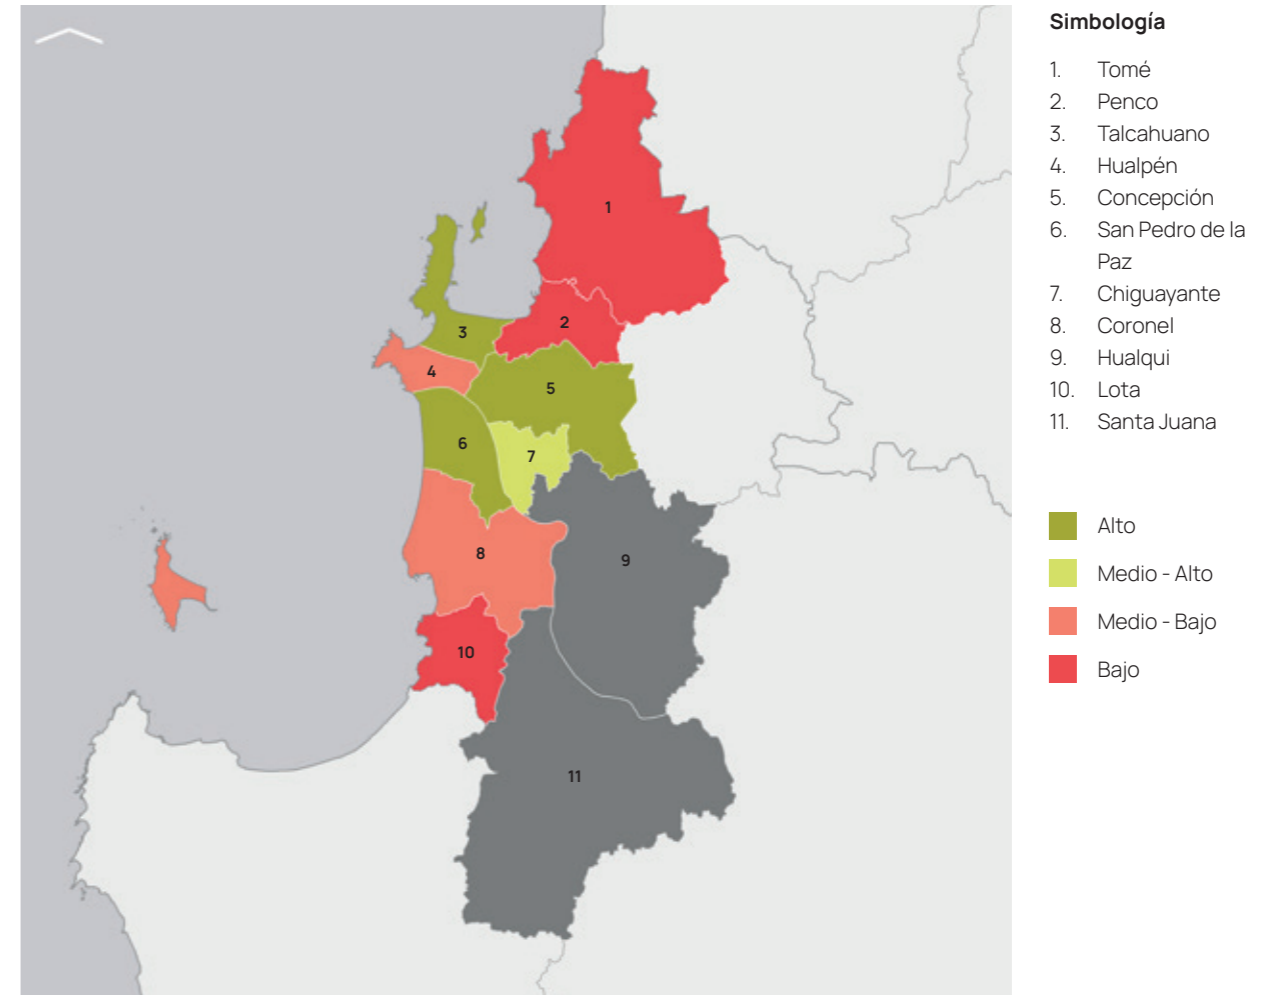 Simbología
1. Tomé
2. Penco
3. Talcahuano
4. Hualpén
5. Concepción
6. San Pedro de la
Paz
7. Chiguayante
8. Coronel
9. Hualqui
10. Lota
11. Santa Juana
Alto
Medio - Alto
Medio - Bajo
Bajo
1
2
3
4
5
6
7
8
9
10
11